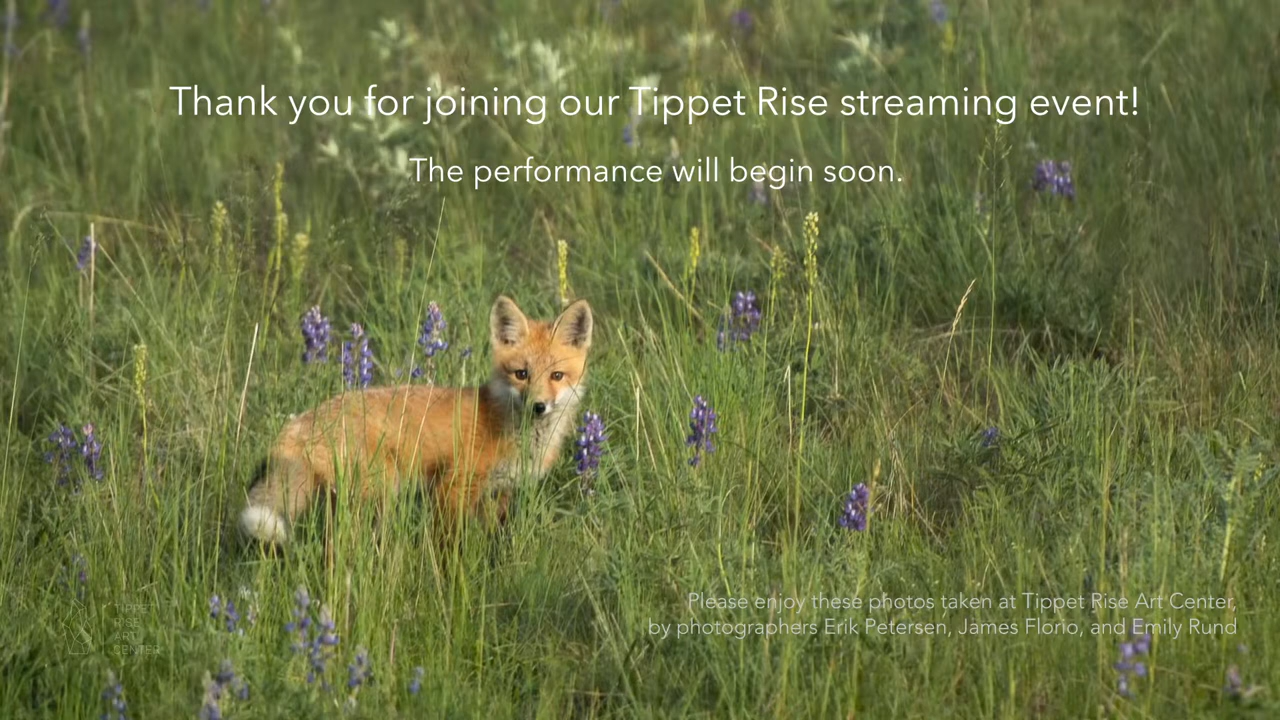 Thank you for joining our Tippet Rise streaming event!
The performance will begin soon.
Please enjoy these photos taken at Tippet Rise Art Center,
by photographers Erik Petersen, James Florio, and Emily Rund
TIPPET
RISE
ART
CENTER